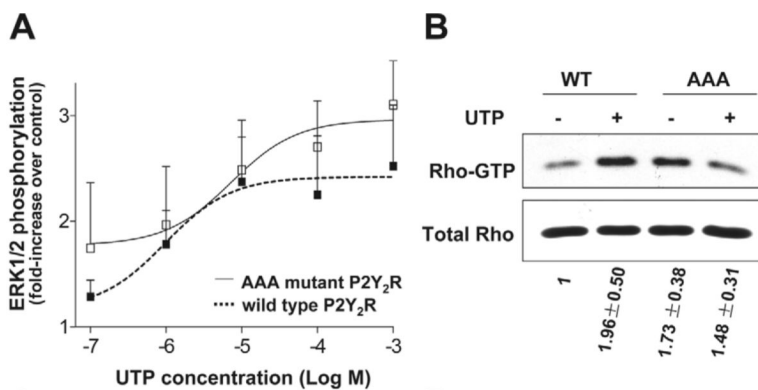 A
ERK1/2 phosphorylation
(fold-increase over control)
3
2
1
AAA mutant P2Y₂R
wild type P2Y₂R
-7 -6 -5 -4 -3
UTP concentration (Log M)
B
WT AAA
UTP - + - +
Rho-GTP
Total Rho
1 1.96±0.50 1.73±0.38 1.48±0.31